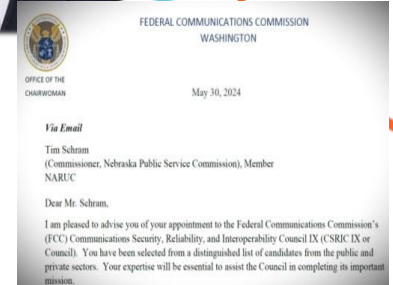 FEDERAL COMMUNICATIONS COMMISSION
WASHINGTON
OFFICE OF THE
CHAIRWOMAN
May 30, 2024
Via Email
Tim Schram
(Commissioner, Nebraska Public Service Commission), Member
NARUC
Dear Mr. Schram,
I am pleased to advise you of your appointment to the Federal Communications Commission's
(FCC) Communications Security, Reliability, and Interoperability Council IX (CSRIC IX or
Council). You have been selected from a distinguished list of candidates from the public and
private sectors. Your expertise will be essential to assist the Council in completing its important
mission.